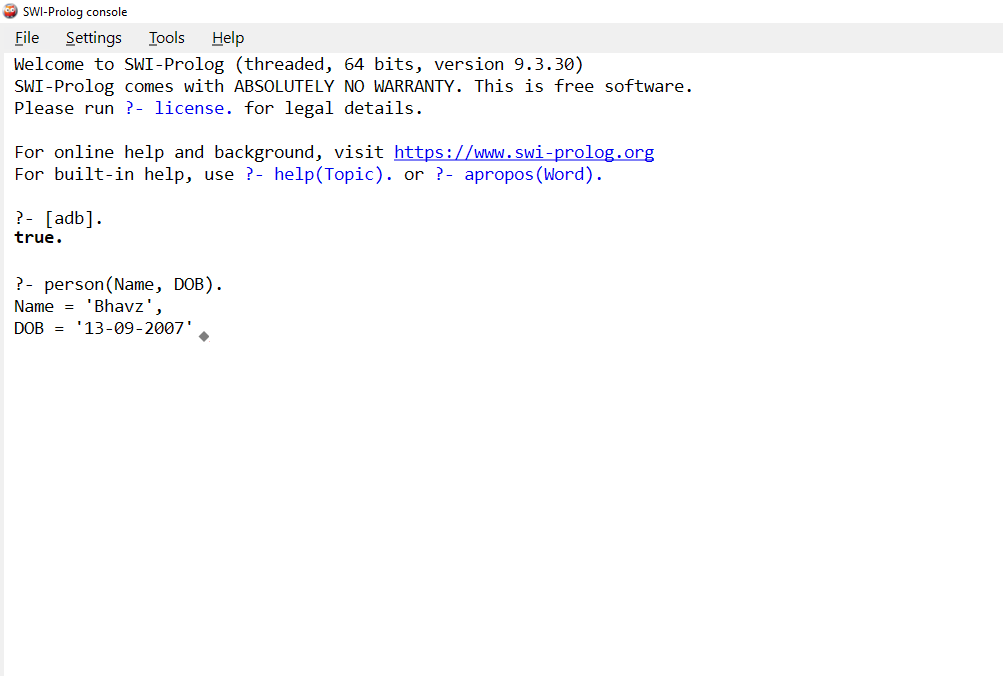 SWI-Prolog console
File Settings Tools Help
Welcome to SWI-Prolog (threaded, 64 bits, version 9.3.30)
SWI-Prolog comes with ABSOLUTELY NO WARRANTY. This is free software.
Please run ?- license. for legal details.
For online help and background, visit https://www.swi-prolog.org
For built-in help, use ?- help(Topic). or ?- apropos(Word).
?- [adb].
true.
?- person(Name, DOB).
Name = 'Bhavz',
DOB = '13-09-2007'